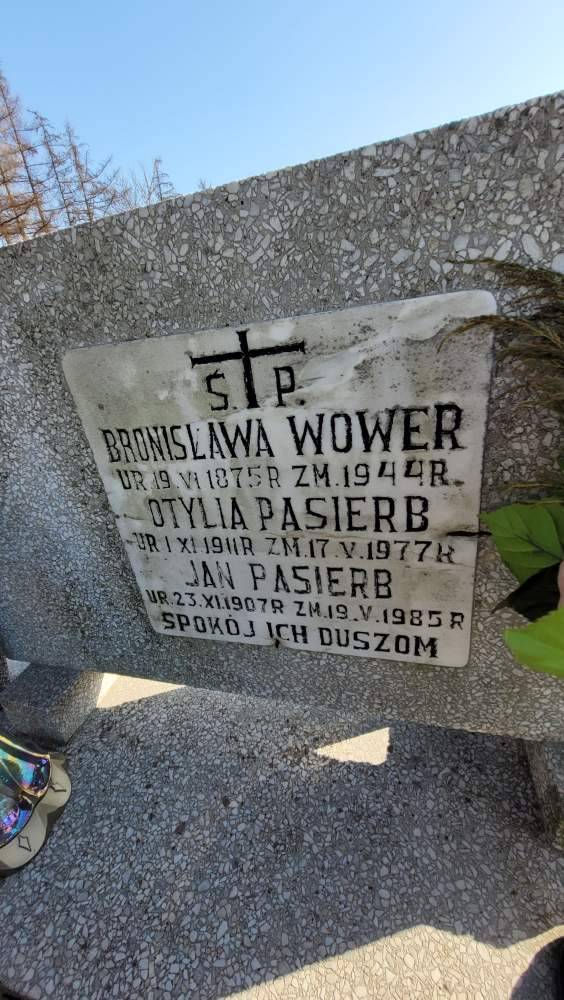 Ś. P.
BRONISŁAWA WOWER
UR.19.VI 1875R ZM.1944R.
OTYLIA PASIERB
UR 1 XI.1911R ZM.17.V.1977R
JAN PASIERB
UR.23.XI.1907R ZM.19.V.1985R
SPOKÓJ ICH DUSZOM